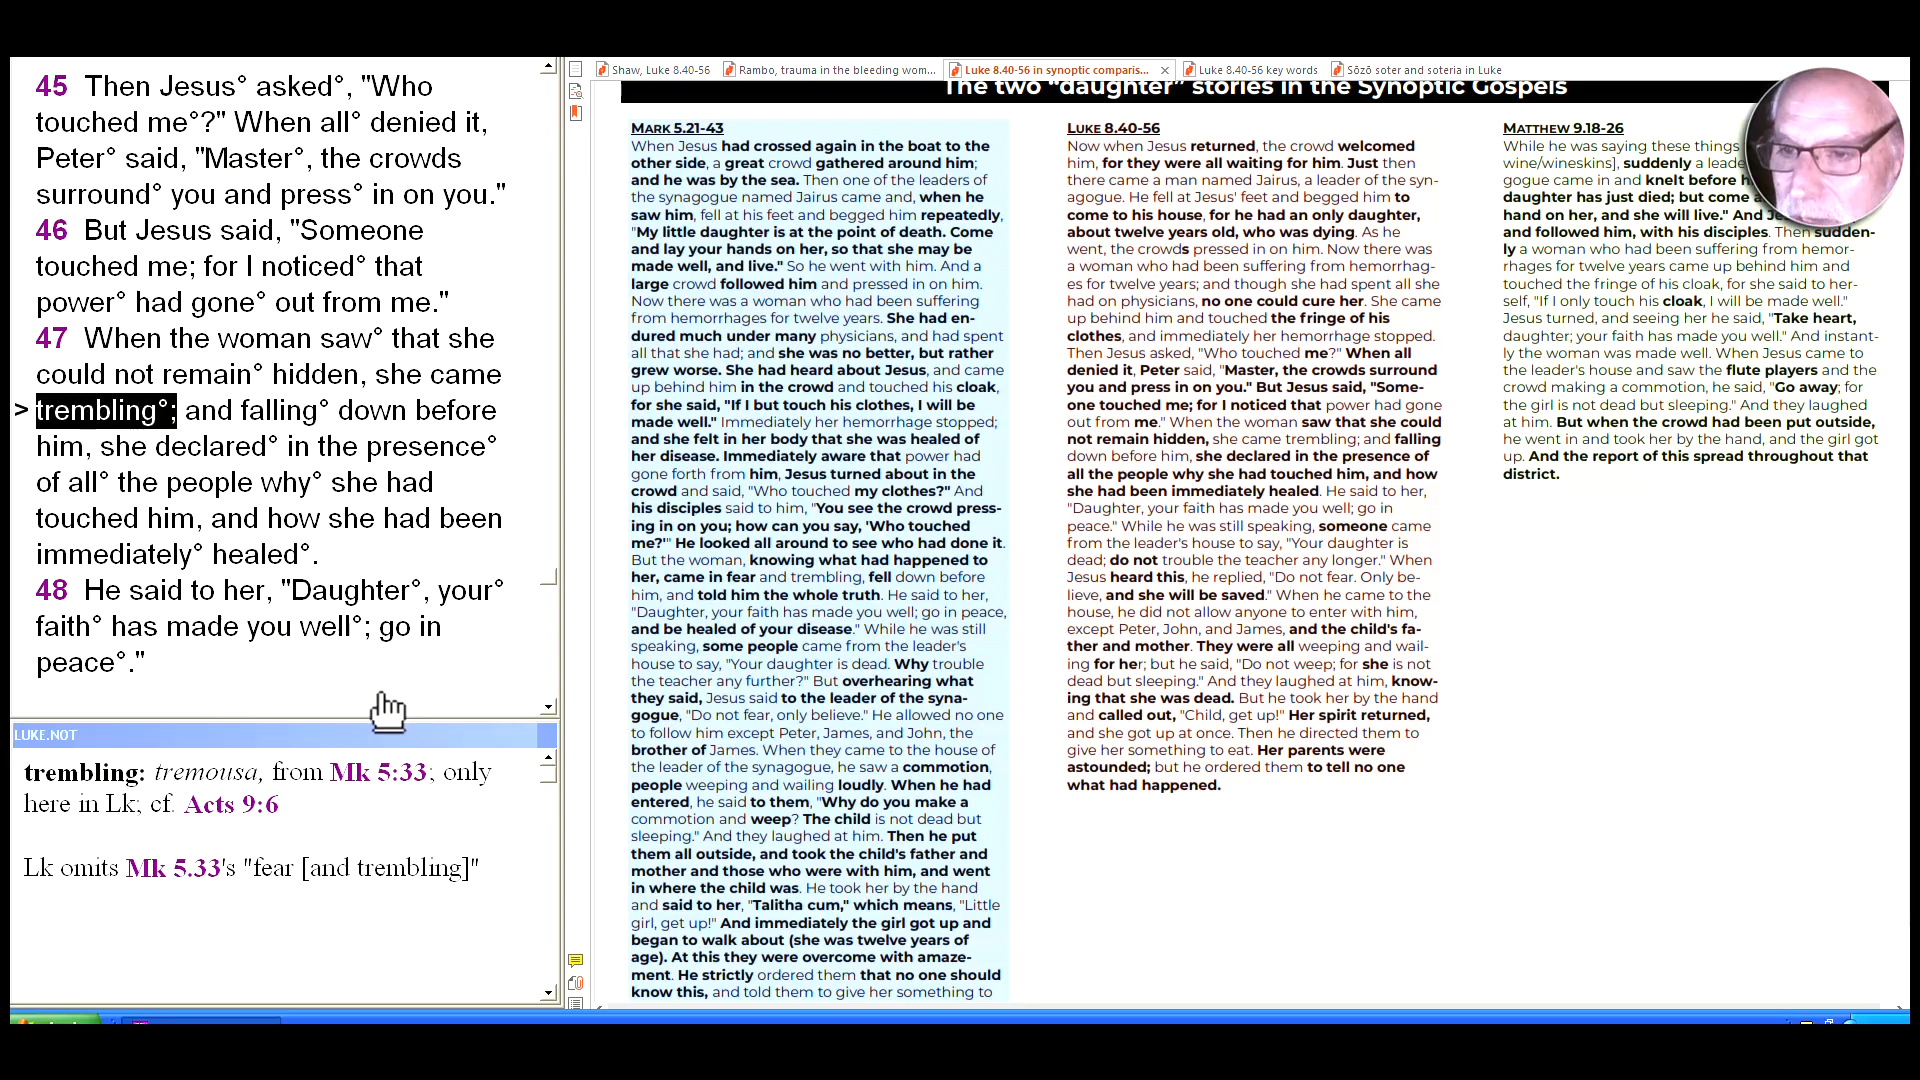 45 Then Jesus° asked°, "Who
touched me°?" When all° denied it,
Peter° said, "Master°, the crowds
surround° you and press° in on you."
46 But Jesus said, "Someone
touched me; for I noticed° that
power° had gone° out from me."
47 When the woman saw° that she
could not remain° hidden, she came
> trembling°; and falling° down before
him, she declared° in the presence°
of all° the people why° she had
touched him, and how she had been
immediately° healed°.
48 He said to her, "Daughter°, your°
faith° has made you well°; go in
peace°."
LUKE.NOT
trembling: tremousa, from Mk 5:33; only
here in Lk; cf. Acts 9:6
Lk omits Mk 5.33's "fear [and trembling]"
Shaw, Luke 8.40-56
Rambo, trauma in the bleeding wom...
Luke 8.40-56 in synoptic comparis...
Luke 8.40-56 key words
Sōzō soter and soteria in Luke
The two "daughter" stories in the Synoptic Gospels
MARK 5.21-43
When Jesus had crossed again in the boat to the
other side, a great crowd gathered around him;
and he was by the sea. Then one of the leaders of
the synagogue named Jairus came and, when he
saw him, fell at his feet and begged him repeatedly,
"My little daughter is at the point of death. Come
and lay your hands on her, so that she may be
made well, and live." So he went with him. And a
large crowd followed him and pressed in on him.
Now there was a woman who had been suffering
from hemorrhages for twelve years. She had en-
dured much under many physicians, and had spent
all that she had; and she was no better, but rather
grew worse. She had heard about Jesus, and came
up behind him in the crowd and touched his cloak,
for she said, "If I but touch his clothes, I will be
made well." Immediately her hemorrhage stopped;
and she felt in her body that she was healed of
her disease. Immediately aware that power had
gone forth from him, Jesus turned about in the
crowd and said, "Who touched my clothes?" And
his disciples said to him, "You see the crowd press-
ing in on you; how can you say, 'Who touched
me?'" He looked all around to see who had done it.
But the woman, knowing what had happened to
her, came in fear and trembling, fell down before
him, and told him the whole truth. He said to her,
"Daughter, your faith has made you well; go in peace,
and be healed of your disease." While he was still
speaking, some people came from the leader's
house to say, "Your daughter is dead. Why trouble
the teacher any further?" But overhearing what
they said, Jesus said to the leader of the syna-
gogue, "Do not fear, only believe." He allowed no one
to follow him except Peter, James, and John, the
brother of James. When they came to the house of
the leader of the synagogue, he saw a commotion,
people weeping and wailing loudly. When he had
entered, he said to them, "Why do you make a
commotion and weep? The child is not dead but
sleeping." And they laughed at him. Then he put
them all outside, and took the child's father and
mother and those who were with him, and went
in where the child was. He took her by the hand
and said to her, "Talitha cum," which means, "Little
girl, get up!" And immediately the girl got up and
began to walk about (she was twelve years of
age). At this they were overcome with amaze-
ment. He strictly ordered them that no one should
know this, and told them to give her something to
LUKE 8.40-56
Now when Jesus returned, the crowd welcomed
him, for they were all waiting for him. Just then
there came a man named Jairus, a leader of the syn-
agogue. He fell at Jesus' feet and begged him to
come to his house, for he had an only daughter,
about twelve years old, who was dying. As he
went, the crowds pressed in on him. Now there was
a woman who had been suffering from hemorrhag-
es for twelve years; and though she had spent all she
had on physicians, no one could cure her. She came
up behind him and touched the fringe of his
clothes, and immediately her hemorrhage stopped.
Then Jesus asked, "Who touched me?" When all
denied it, Peter said, "Master, the crowds surround
you and press in on you." But Jesus said, "Some-
one touched me; for I noticed that power had gone
out from me." When the woman saw that she could
not remain hidden, she came trembling; and falling
down before him, she declared in the presence of
all the people why she had touched him, and how
she had been immediately healed. He said to her,
"Daughter, your faith has made you well; go in
peace." While he was still speaking, someone came
from the leader's house to say, "Your daughter is
dead; do not trouble the teacher any longer." When
Jesus heard this, he replied, "Do not fear. Only be-
lieve, and she will be saved." When he came to the
house, he did not allow anyone to enter with him,
except Peter, John, and James, and the child's fa-
ther and mother. They were all weeping and wail-
ing for her; but he said, "Do not weep; for she is not
dead but sleeping." And they laughed at him, know-
ing that she was dead. But he took her by the hand
and called out, "Child, get up!" Her spirit returned,
and she got up at once. Then he directed them to
give her something to eat. Her parents were
astounded; but he ordered them to tell no one
what had happened.
MATTHEW 9.18-26
While he was saying these things
wine/wineskins], suddenly a leade
gogue came in and knelt before h
daughter has just died; but come a
hand on her, and she will live." And Je
and followed him, with his disciples. Then sudden-
ly a woman who had been suffering from hemor-
rhages for twelve years came up behind him and
touched the fringe of his cloak, for she said to her-
self, "If I only touch his cloak, I will be made well."
Jesus turned, and seeing her he said, "Take heart,
daughter; your faith has made you well." And instant-
ly the woman was made well. When Jesus came to
the leader's house and saw the flute players and the
crowd making a commotion, he said, "Go away; for
the girl is not dead but sleeping." And they laughed
at him. But when the crowd had been put outside,
he went in and took her by the hand, and the girl got
up. And the report of this spread throughout that
district.